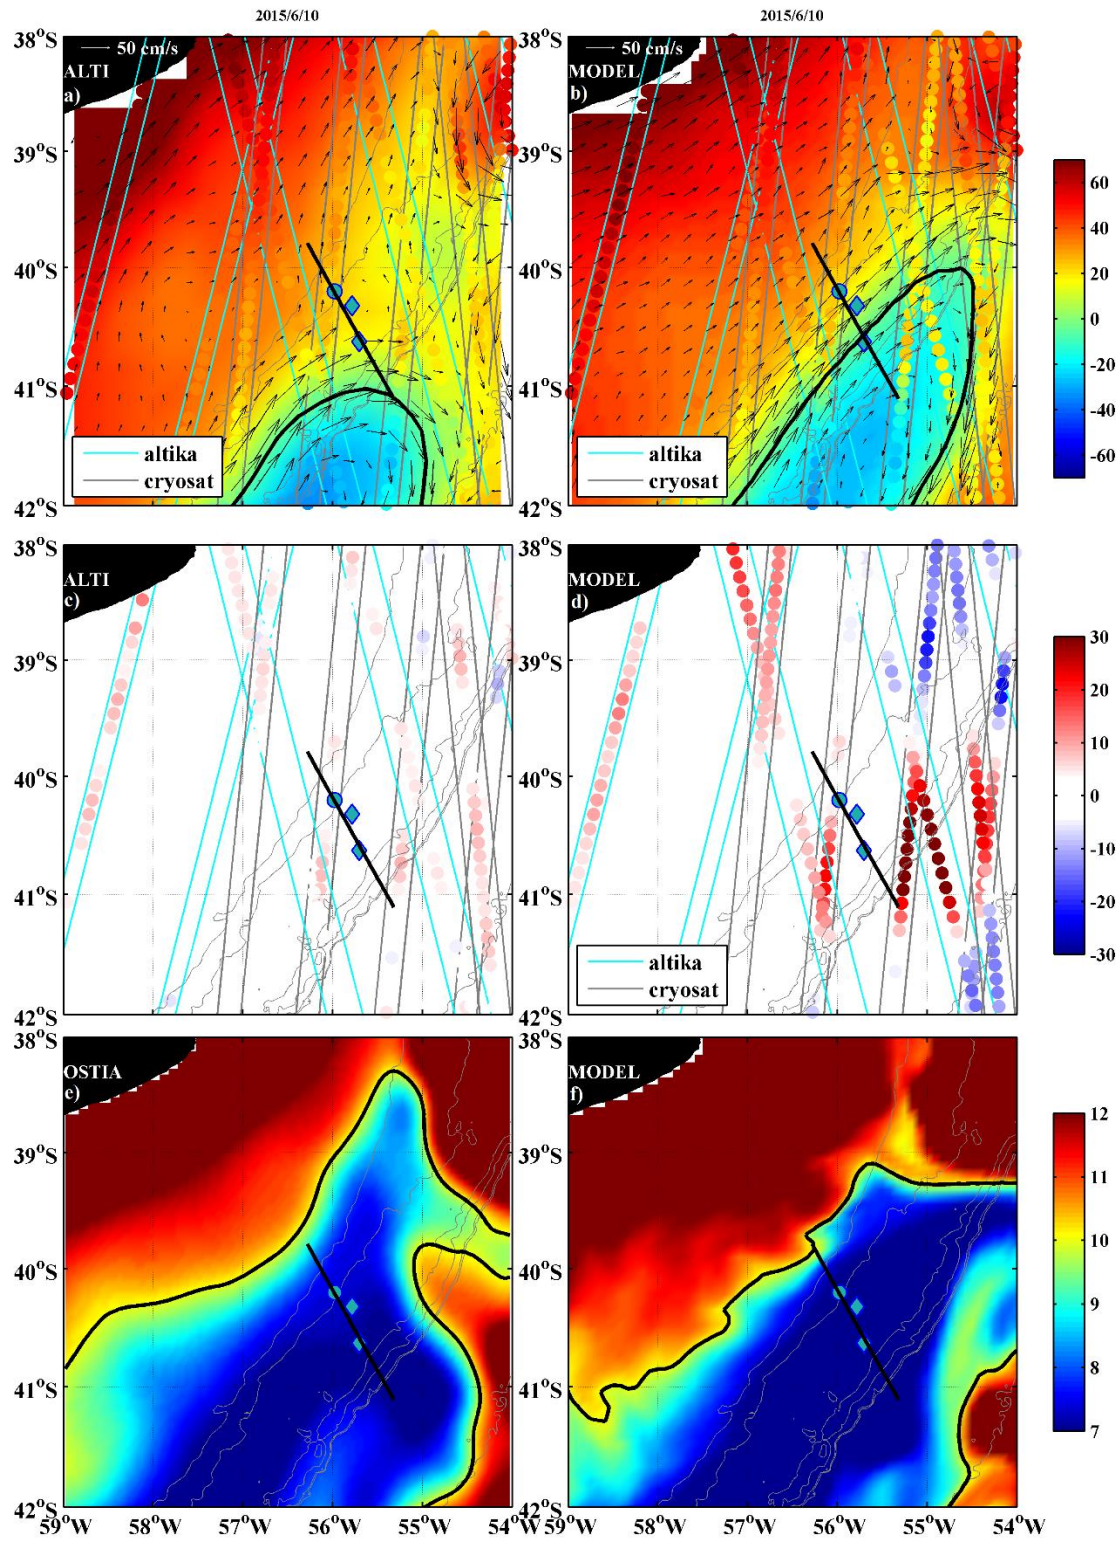 2015/6/10
2015/6/10
38°S
50 cm/s
ALTI
a)
39°S
40°S
41°S
42°S
altika
cryosat
38°S
50 cm/s
MODEL
b)
39°S
40°S
41°S
42°S
altika
cryosat
60
40
20
0
-20
-40
-60
38°S
ALTI
c)
39°S
40°S
41°S
42°S
38°S
MODEL
d)
39°S
40°S
41°S
42°S
altika
cryosat
30
20
10
0
-10
-20
-30
38°S
OSTIA
e)
39°S
40°S
41°S
42°S
59°W
58°W
57°W
56°W
55°W
54°W
38°S
MODEL
f)
39°S
40°S
41°S
42°S
59°W
58°W
57°W
56°W
55°W
54°W
12
11
10
9
8
7